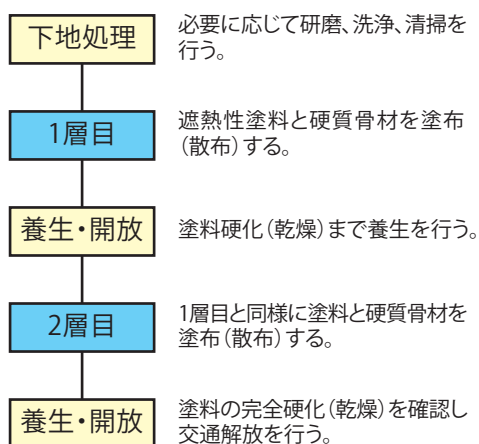 下地処理
必要に応じて研磨、洗浄、清掃を
行う。
1層目
遮熱性塗料と硬質骨材を塗布
(散布)する。
養生・開放
塗料硬化(乾燥)まで養生を行う。
2層目
1層目と同様に塗料と硬質骨材を
塗布(散布)する。
養生・開放
塗料の完全硬化(乾燥)を確認し
交通解放を行う。